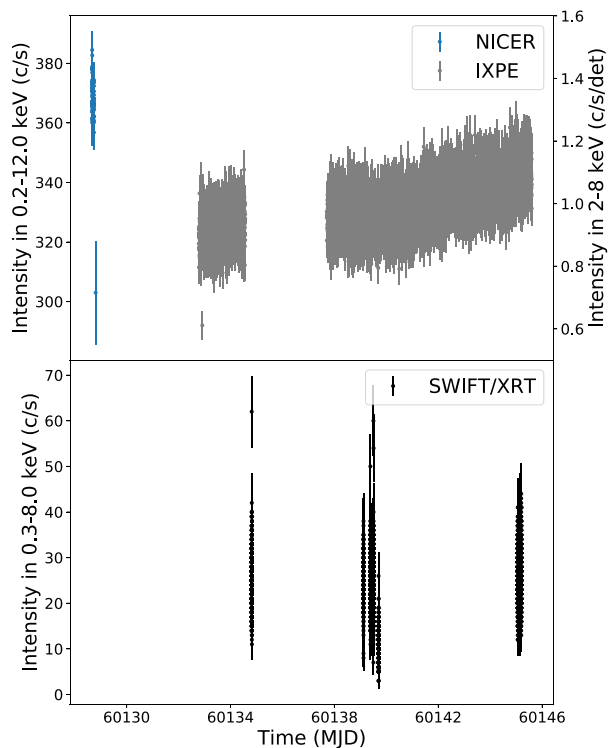 Intensity in 0.2-12.0 keV (c/s)
380
360
340
320
300
NICER
IXPE
1.6
1.4
1.2
1.0
0.8
0.6
Intensity in 2-8 keV (c/s/det)
Intensity in 0.3-8.0 keV (c/s)
70
60
50
40
30
20
10
0
SWIFT/XRT
60130 60134 60138 60142 60146
Time (MJD)